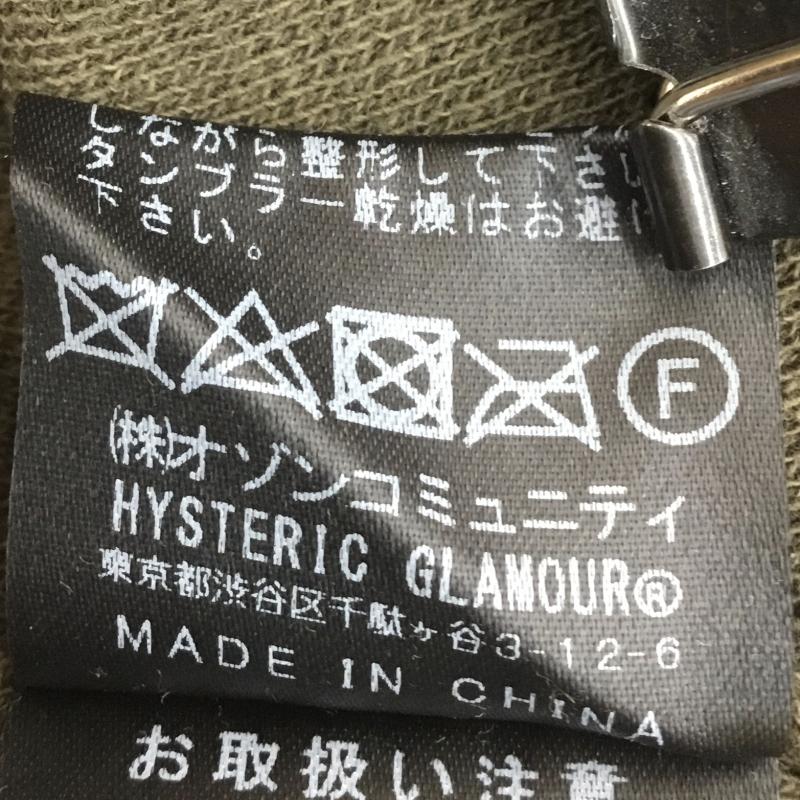 しながら整形して下さい
タンブラー乾燥はお避け
下さい。
F
㈱オゾンコミュニティ
HYSTERIC GLAMOUR®
東京都渋谷区千駄ヶ谷3-12-6
MADE IN CHINA
お取扱い注意